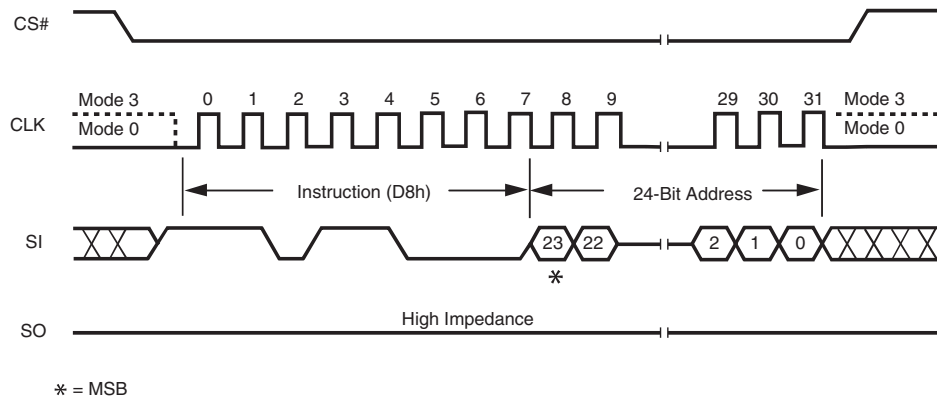 CS#
Mode 3 0 1 2 3 4 5 6 7 8 9 29 30 31 Mode 3
CLK
Mode 0 Mode 0
Instruction (D8h) 24-Bit Address
SI 23 22 2 1 0
*
High Impedance
SO
* = MSB